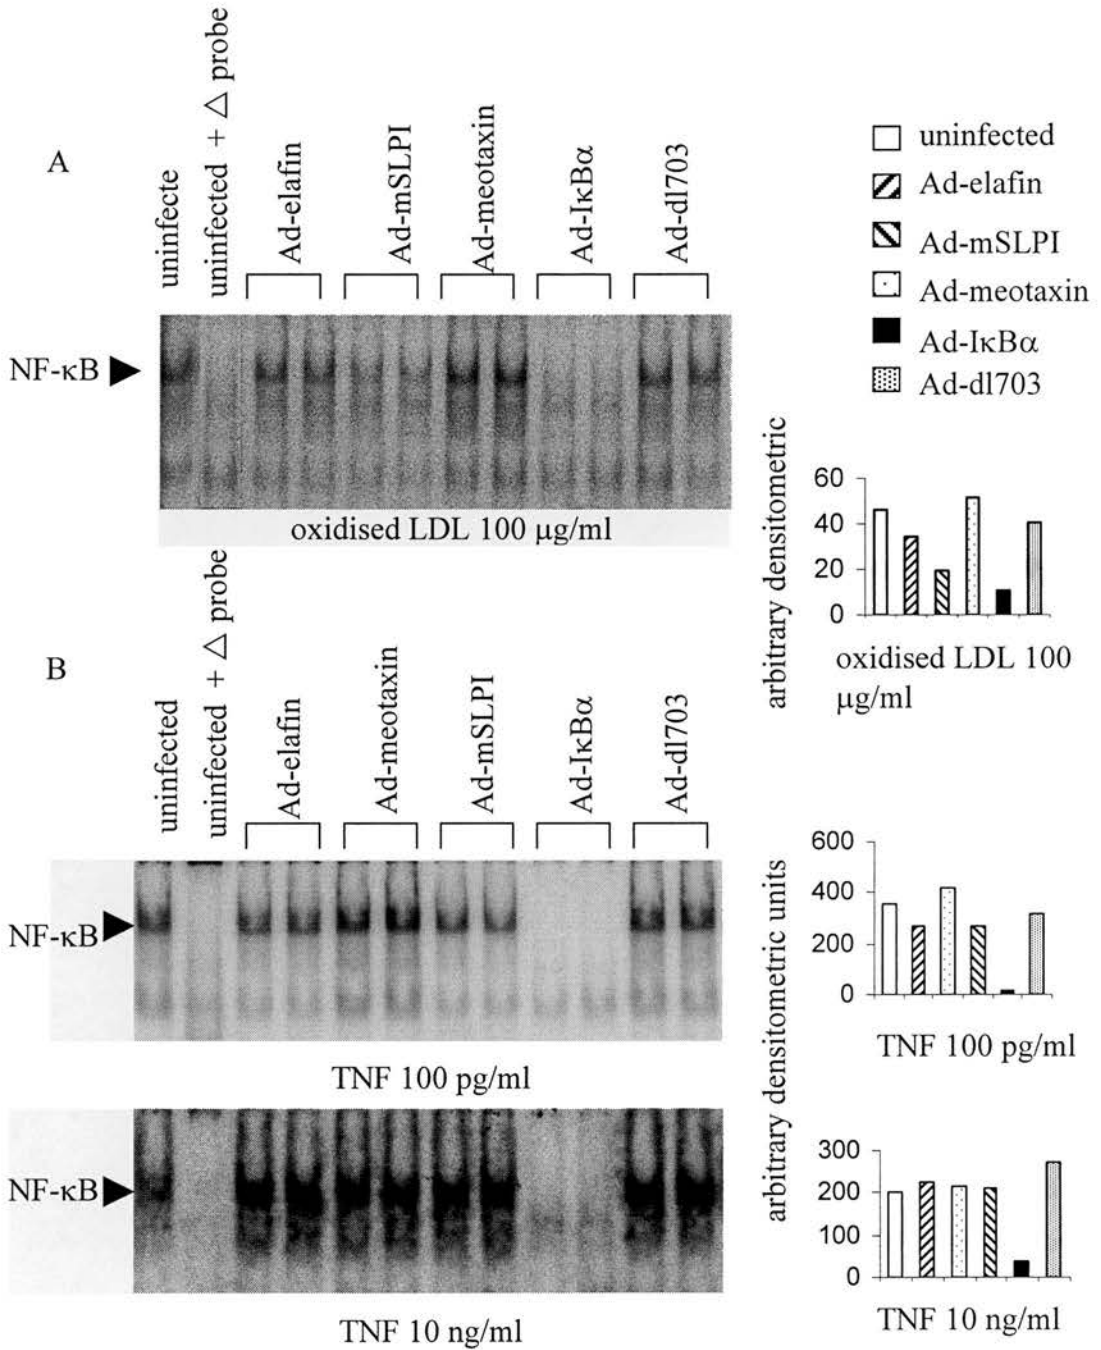 A
uninfecte
uninfected + △ probe
Ad-elafin
Ad-mSLPI
Ad-meotaxin
Ad-IκBα
Ad-dl703
NF-κB
oxidised LDL 100 μg/ml
uninfected
Ad-elafin
Ad-mSLPI
Ad-meotaxin
Ad-IκBα
Ad-dl703
arbitrary densitometric
60
40
20
0
oxidised LDL 100
μg/ml
B
uninfected
uninfected + △ probe
Ad-elafin
Ad-meotaxin
Ad-mSLPI
Ad-IκBα
Ad-dl703
NF-κB
TNF 100 pg/ml
NF-κB
TNF 10 ng/ml
arbitrary densitometric units
600
400
200
0
TNF 100 pg/ml
300
200
100
0
TNF 10 ng/ml